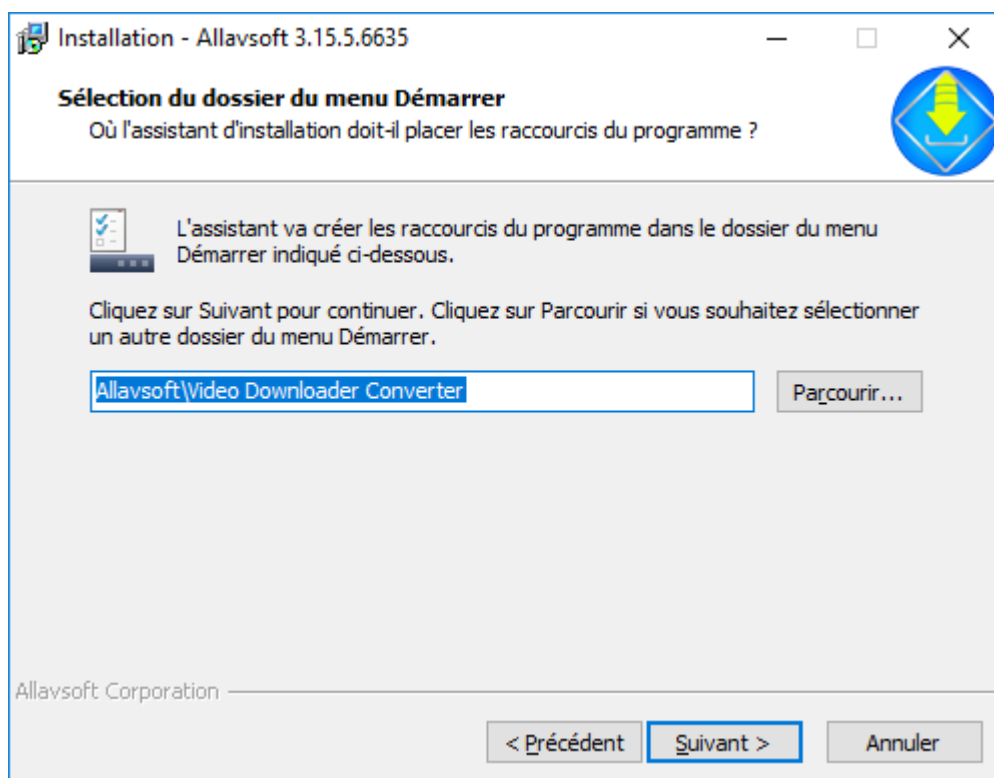 Installation - Allavsoft 3.15.5.6635
Sélection du dossier du menu Démarrer
Où l'assistant d'installation doit-il placer les raccourcis du programme ?
L'assistant va créer les raccourcis du programme dans le dossier du menu
Démarrer indiqué ci-dessous.
Cliquez sur Suivant pour continuer. Cliquez sur Parcourir si vous souhaitez sélectionner
un autre dossier du menu Démarrer.
Allavsoft\Video Downloader Converter
Parcourir...
Allavsoft Corporation
< Précédent
Suivant >
Annuler